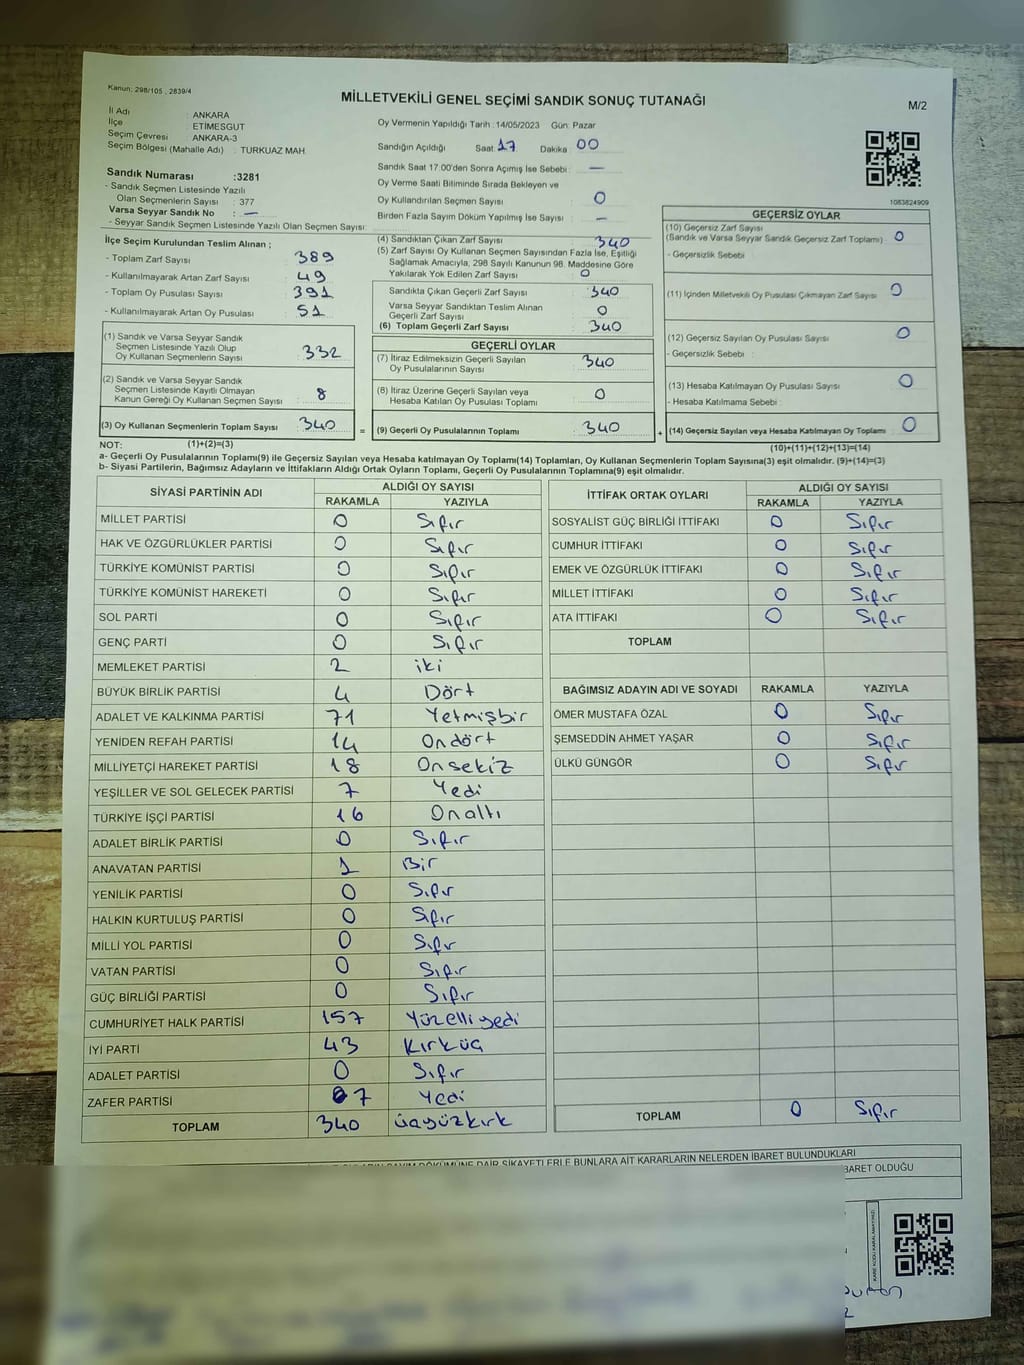 Kanun; 298/105 , 2839/4
MİLLETVEKİLİ GENEL SEÇİMİ SANDIK SONUÇ TUTANAĞI
M/2
İl Adı : ANKARA
İlçe : ETİMESGUT
Seçim Çevresi : ANKARA-3
Seçim Bölgesi (Mahalle Adı) : TURKUAZ MAH.
Oy Vermenin Yapıldığı Tarih :14/05/2023 Gün: Pazar
Sandığın Açıldığı Saat 17 Dakika 00
Sandık Saat 17:00'den Sonra Açımış İse Sebebi : —
Oy Verme Saati Bitiminde Sırada Bekleyen ve
Oy Kullandırılan Seçmen Sayısı : 0
Birden Fazla Sayım Döküm Yapılmış İse Sayısı : —
1083824909
Sandık Numarası :3281
- Sandık Seçmen Listesinde Yazılı
Olan Seçmenlerin Sayısı : 377
Varsa Seyyar Sandık No : —
- Seyyar Sandık Seçmen Listesinde Yazılı Olan Seçmen Sayısı:
İlçe Seçim Kurulundan Teslim Alınan ;
- Toplam Zarf Sayısı : 389
- Kullanılmayarak Artan Zarf Sayısı : 49
- Toplam Oy Pusulası Sayısı : 391
- Kullanılmayarak Artan Oy Pusulası : 51
(1) Sandık ve Varsa Seyyar Sandık
Seçmen Listesinde Yazılı Olup
Oy Kullanan Seçmenlerin Sayısı : 332
(2) Sandık ve Varsa Seyyar Sandık
Seçmen Listesinde Kayıtlı Olmayan
Kanun Gereği Oy Kullanan Seçmen Sayısı : 8
(3) Oy Kullanan Seçmenlerin Toplam Sayısı : 340
(4) Sandıktan Çıkan Zarf Sayısı : 340
(5) Zarf Sayısı Oy Kullanan Seçmen Sayısından Fazla İse, Eşitliği
Sağlamak Amacıyla, 298 Sayılı Kanunun 98. Maddesine Göre
Yakılarak Yok Edilen Zarf Sayısı : 0
Sandıkta Çıkan Geçerli Zarf Sayısı : 340
Varsa Seyyar Sandıktan Teslim Alınan
Geçerli Zarf Sayısı : 0
(6) Toplam Geçerli Zarf Sayısı : 340
GEÇERLİ OYLAR
(7) İtiraz Edilmeksizin Geçerli Sayılan
Oy Pusulalarının Sayısı : 340
(8) İtiraz Üzerine Geçerli Sayılan veya
Hesaba Katılan Oy Pusulası Toplamı : 0
= (9) Geçerli Oy Pusulalarının Toplamı : 340
GEÇERSİZ OYLAR
(10) Geçersiz Zarf Sayısı
(Sandık ve Varsa Seyyar Sandık Geçersiz Zarf Toplamı) : 0
- Geçersizlik Sebebi :
(11) İçinden Milletvekili Oy Pusulası Çıkmayan Zarf Sayısı : 0
(12) Geçersiz Sayılan Oy Pusulası Sayısı : 0
- Geçersizlik Sebebi :
(13) Hesaba Katılmayan Oy Pusulası Sayısı : 0
- Hesaba Katılmama Sebebi :
+ (14) Geçersiz Sayılan veya Hesaba Katılmayan Oy Toplamı : 0
NOT: (1)+(2)=(3) (10)+(11)+(12)+(13)=(14)
a- Geçerli Oy Pusulalarının Toplamı(9) ile Geçersiz Sayılan veya Hesaba katılmayan Oy Toplamı(14) Toplamları, Oy Kullanan Seçmenlerin Toplam Sayısına(3) eşit olmalıdır. (9)+(14)=(3)
b- Siyasi Partilerin, Bağımsız Adayların ve İttifakların Aldığı Ortak Oyların Toplamı, Geçerli Oy Pusulalarının Toplamına(9) eşit olmalıdır.
SİYASİ PARTİNİN ADI ALDIĞI OY SAYISI
RAKAMLA YAZIYLA
MİLLET PARTİSİ 0 Sıfır
HAK VE ÖZGÜRLÜKLER PARTİSİ 0 Sıfır
TÜRKİYE KOMÜNİST PARTİSİ 0 Sıfır
TÜRKİYE KOMÜNİST HAREKETİ 0 Sıfır
SOL PARTİ 0 Sıfır
GENÇ PARTİ 0 Sıfır
MEMLEKET PARTİSİ 2 iki
BÜYÜK BİRLİK PARTİSİ 4 Dört
ADALET VE KALKINMA PARTİSİ 71 Yetmişbir
YENİDEN REFAH PARTİSİ 14 Ondört
MİLLİYETÇİ HAREKET PARTİSİ 18 Onsekiz
YEŞİLLER VE SOL GELECEK PARTİSİ 7 Yedi
TÜRKİYE İŞÇİ PARTİSİ 16 Onaltı
ADALET BİRLİK PARTİSİ 0 Sıfır
ANAVATAN PARTİSİ 1 Bir
YENİLİK PARTİSİ 0 Sıfır
HALKIN KURTULUŞ PARTİSİ 0 Sıfır
MİLLİ YOL PARTİSİ 0 Sıfır
VATAN PARTİSİ 0 Sıfır
GÜÇ BİRLİĞİ PARTİSİ 0 Sıfır
CUMHURİYET HALK PARTİSİ 157 Yüzelliyedi
İYİ PARTİ 43 Kırküç
ADALET PARTİSİ 0 Sıfır
ZAFER PARTİSİ 7 Yedi
TOPLAM 340 üçyüzkırk
İTTİFAK ORTAK OYLARI ALDIĞI OY SAYISI
RAKAMLA YAZIYLA
SOSYALİST GÜÇ BİRLİĞİ İTTİFAKI 0 Sıfır
CUMHUR İTTİFAKI 0 Sıfır
EMEK VE ÖZGÜRLÜK İTTİFAKI 0 Sıfır
MİLLET İTTİFAKI 0 Sıfır
ATA İTTİFAKI 0 Sıfır
TOPLAM
BAĞIMSIZ ADAYIN ADI VE SOYADI RAKAMLA YAZIYLA
ÖMER MUSTAFA ÖZAL 0 Sıfır
ŞEMSEDDİN AHMET YAŞAR 0 Sıfır
ÜLKÜ GÜNGÖR 0 Sıfır
TOPLAM 0 Sıfır
DÖKÜMÜNE DAİR ŞİKAYETLERLE BUNLARA AİT KARARLARIN NELERDEN İBARET BULUNDUKLARI
İBARET OLDUĞU